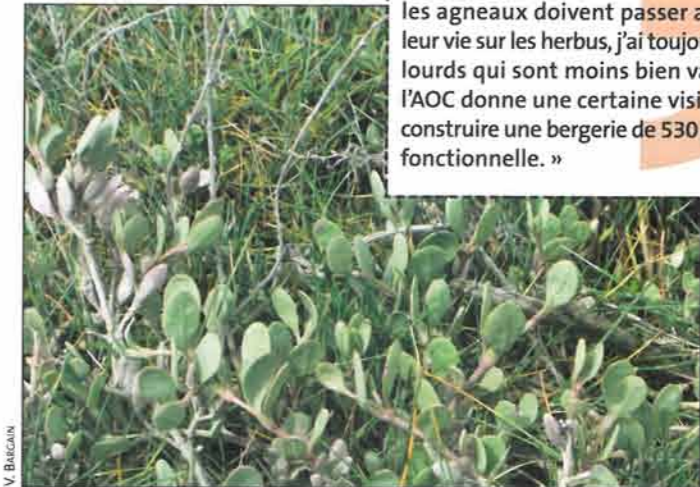 les agneaux doivent passer
leur vie sur les herbus, j'ai
lourds qui sont moins bien
l'AOC donne une certaine
construire une bergerie de 530
fonctionnelle. »
V. BARGAIN